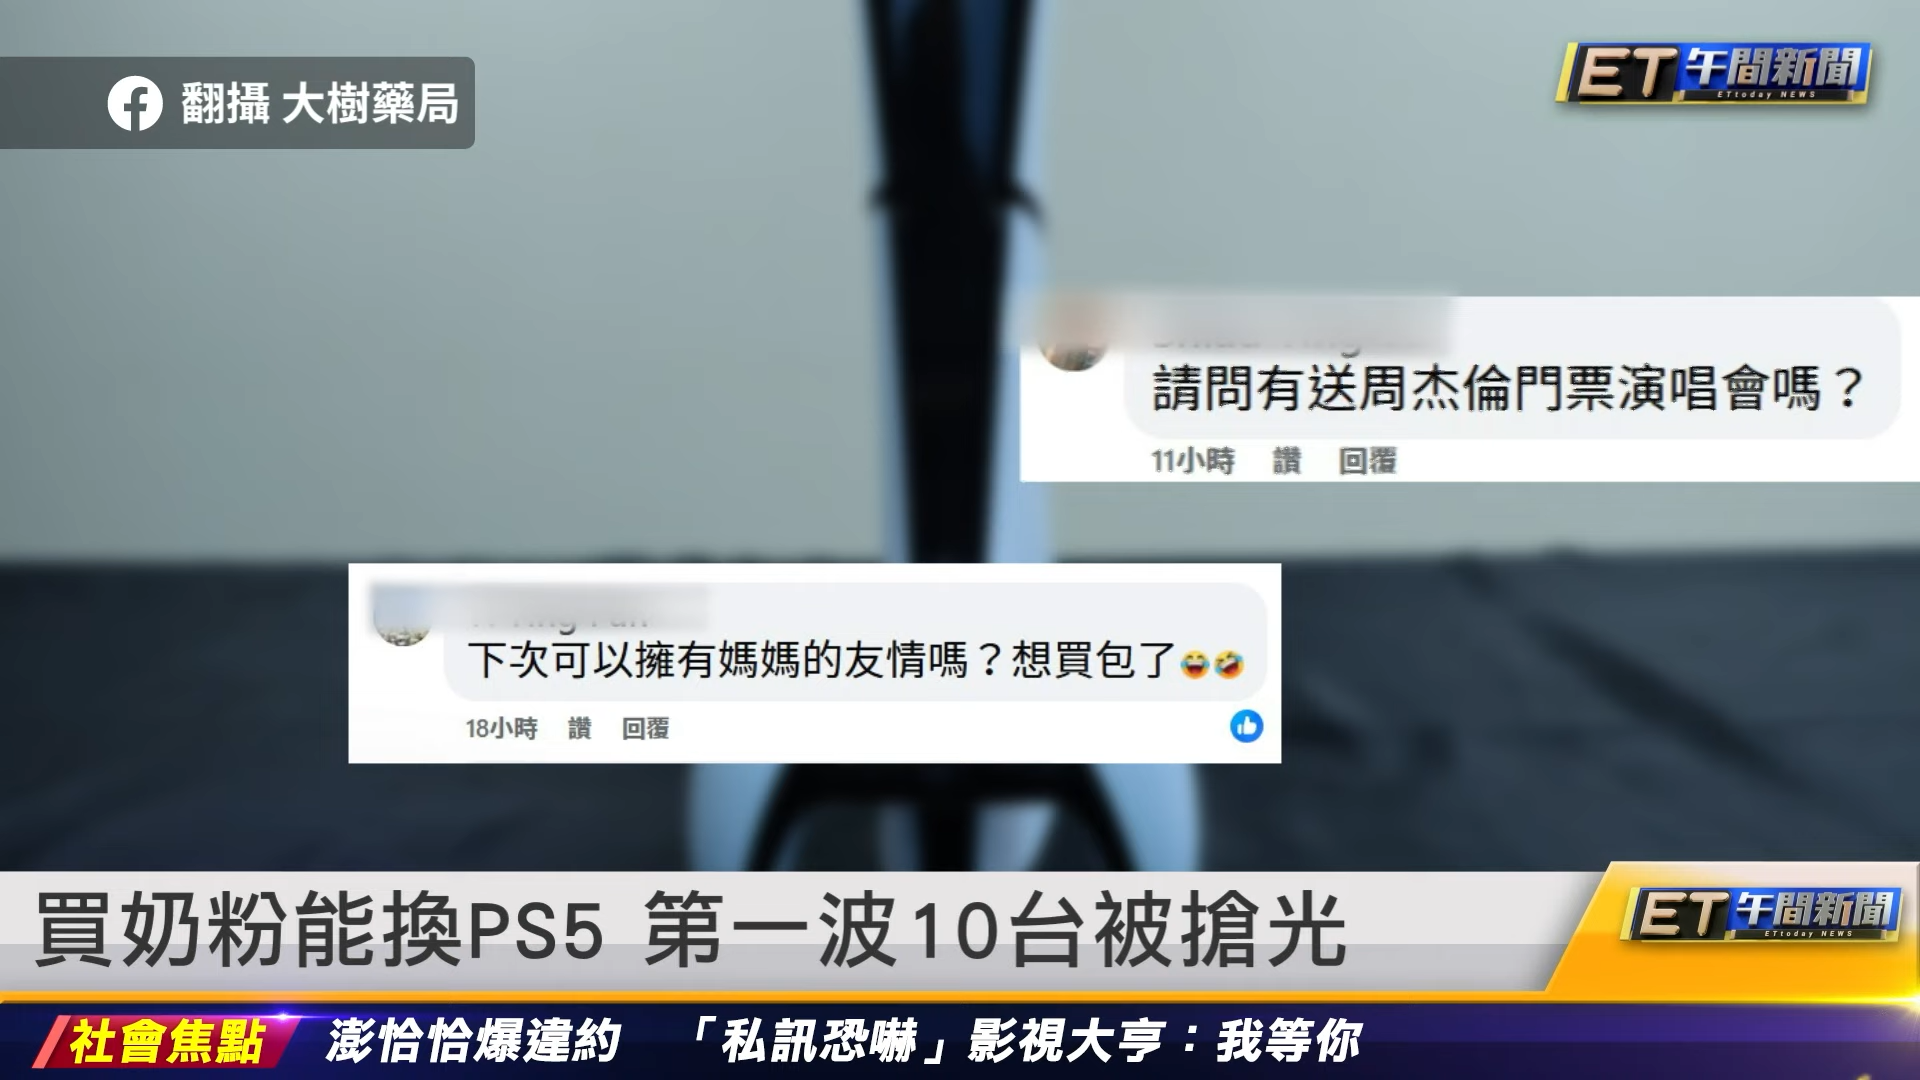 翻攝 大樹藥局
ET午間新聞
ETtoday NEWS
請問有送周杰倫門票演唱會嗎？
11小時 讚 回覆
下次可以擁有媽媽的友情嗎？想買包了😂🤣
18小時 讚 回覆
買奶粉能換PS5 第一波10台被搶光
ET午間新聞
ETtoday NEWS
社會焦點 澎恰恰爆違約 「私訊恐嚇」影視大亨：我等你